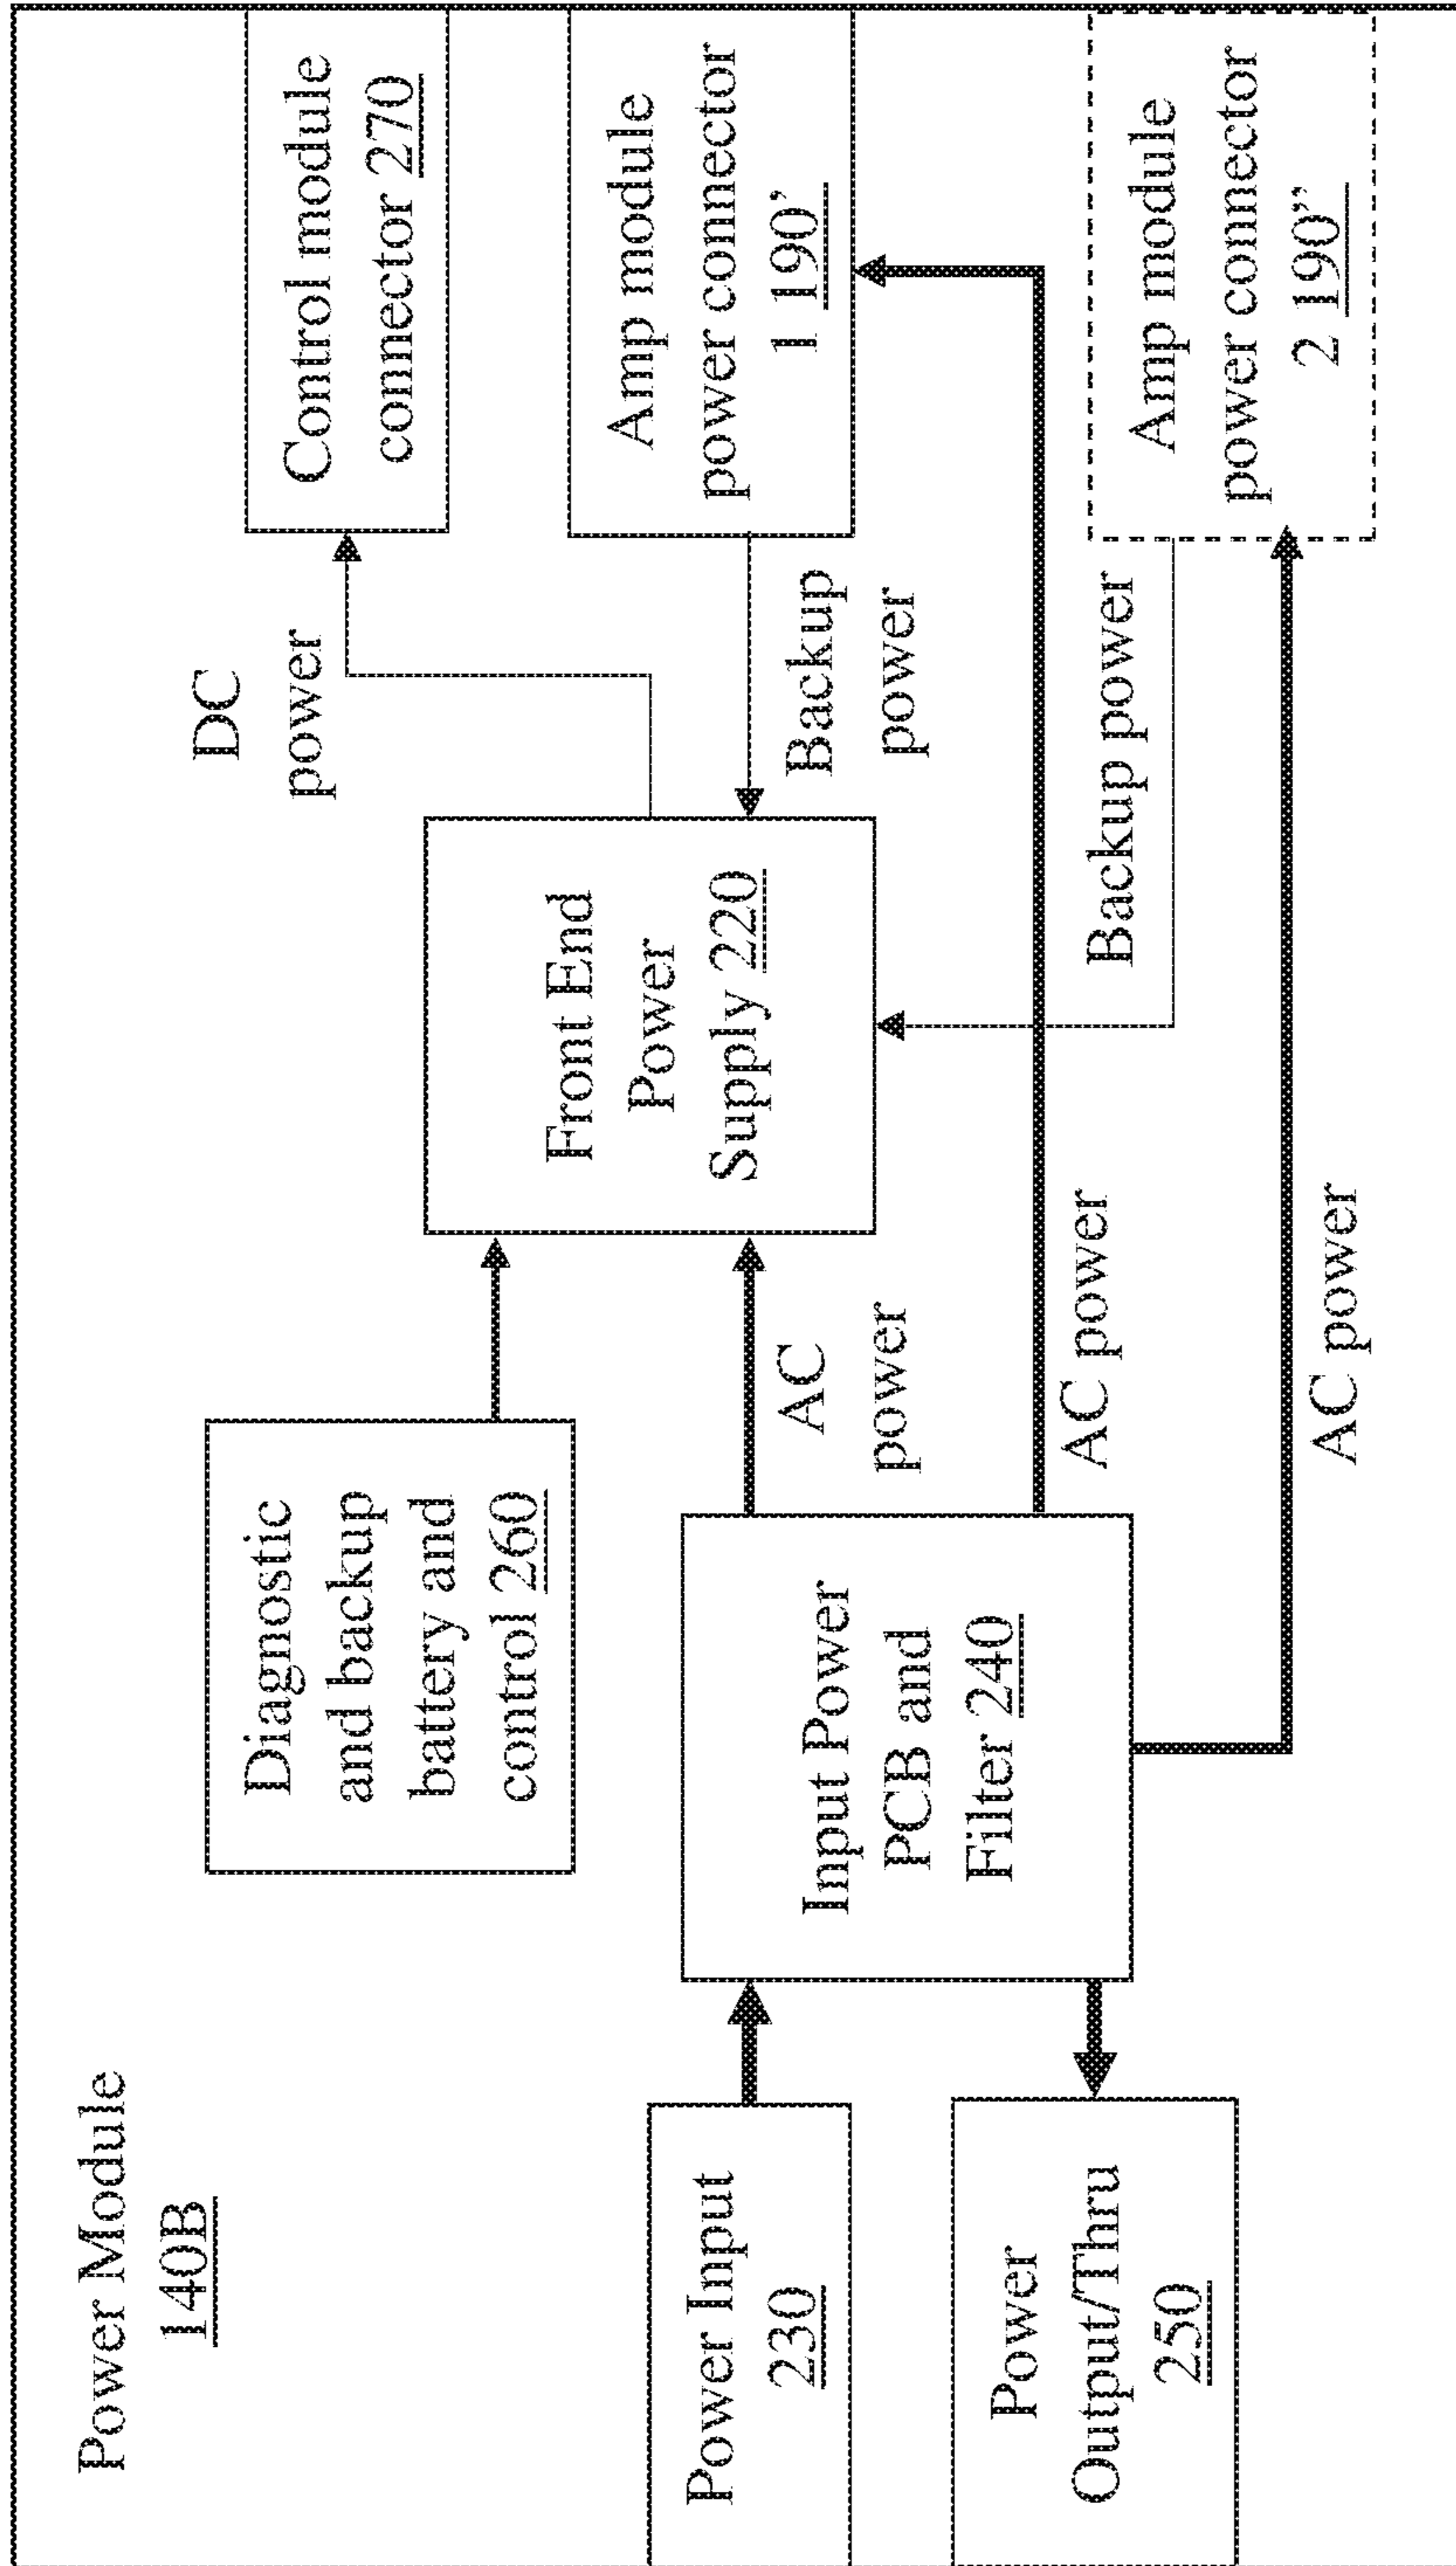 Power Module
140B
Power Input
230
Power
Output/Thru
250
Diagnostic
and backup
battery and
control 260
Input Power
PCB and
Filter 240
AC
power
AC power
AC power
Front End
Power
Supply 220
DC
power
Backup
power
Backup power
Control module
connector 270
Amp module
power connector
1 190’
Amp module
power connector
2 190”